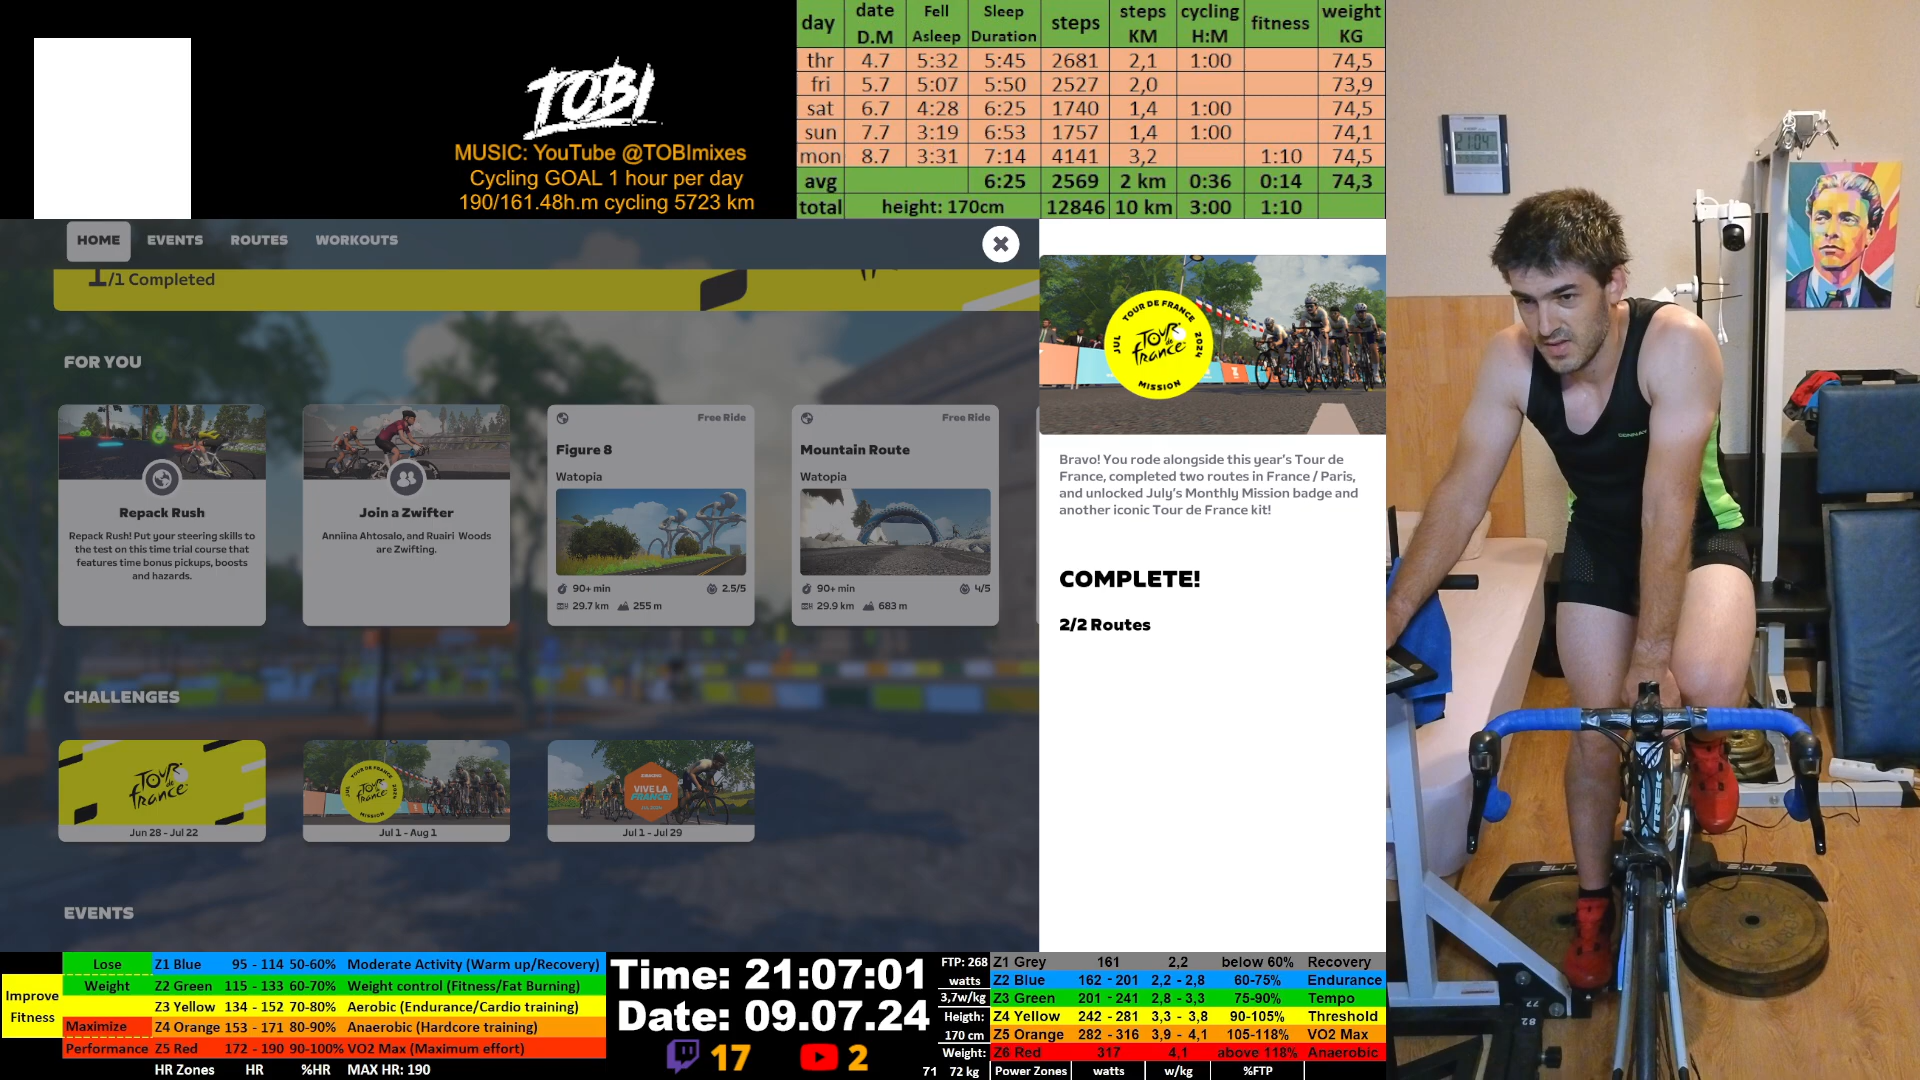 TOBI
MUSIC: YouTube @TOBImixes
Cycling GOAL 1 hour per day
190/161.48h.m cycling 5723 km
day date D.M Fell Asleep Sleep Duration steps steps KM cycling H:M fitness weight KG
thr 4.7 5:32 5:45 2681 2,1 1:00 74,5
fri 5.7 5:07 5:50 2527 2,0 73,9
sat 6.7 4:28 6:25 1740 1,4 1:00 74,5
sun 7.7 3:19 6:53 1757 1,4 1:00 74,1
mon 8.7 3:31 7:14 4141 3,2 1:10 74,5
avg 6:25 2569 2 km 0:36 0:14 74,3
total height: 170cm 12846 10 km 3:00 1:10
21:04
HOME EVENTS ROUTES WORKOUTS
1/1 Completed
FOR YOU
Repack Rush
Repack Rush! Put your steering skills to
the test on this time trial course that
features time bonus pickups, boosts
and hazards.
Join a Zwifter
Anniina Ahtosalo, and Ruairi Woods
are Zwifting.
Free Ride
Figure 8
Watopia
90+ min 2.5/5
29.7 km 255 m
Free Ride
Mountain Route
Watopia
90+ min 4/5
29.9 km 683 m
TOUR DE FRANCE
JUL 2024
TOUR de france
MISSION
Bravo! You rode alongside this year's Tour de
France, completed two routes in France / Paris,
and unlocked July's Monthly Mission badge and
another iconic Tour de France kit!
COMPLETE!
2/2 Routes
CHALLENGES
TOUR de france
Jun 28 - Jul 22
TOUR DE FRANCE
TOUR de france
MISSION
Jul 1 - Aug 1
VIVE LA
FRANCE!
Jul 1 - Jul 29
EVENTS
Improve
Fitness
Lose
Weight
Maximize
Performance
Z1 Blue 95 - 114 50-60% Moderate Activity (Warm up/Recovery)
Z2 Green 115 - 133 60-70% Weight control (Fitness/Fat Burning)
Z3 Yellow 134 - 152 70-80% Aerobic (Endurance/Cardio training)
Z4 Orange 153 - 171 80-90% Anaerobic (Hardcore training)
Z5 Red 172 - 190 90-100% VO2 Max (Maximum effort)
HR Zones HR %HR MAX HR: 190
Time: 21:07:01
Date: 09.07.24
17 2
FTP: 268
watts
3,7w/kg
Heigth:
170 cm
Weight:
71 72 kg
Z1 Grey 161 2,2 below 60% Recovery
Z2 Blue 162 - 201 2,2 - 2,8 60-75% Endurance
Z3 Green 201 - 241 2,8 - 3,3 75-90% Tempo
Z4 Yellow 242 - 281 3,3 - 3,8 90-105% Threshold
Z5 Orange 282 - 316 3,9 - 4,1 105-118% VO2 Max
Z6 Red 317 4,1 above 118% Anaerobic
Power Zones watts w/kg %FTP
TREK
ELITE
82
77